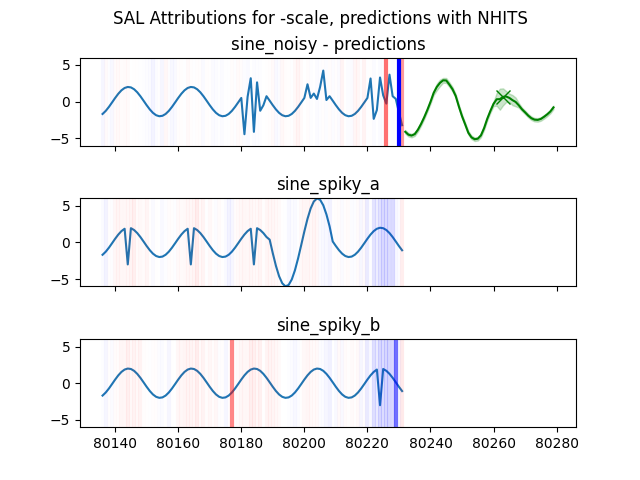 SAL Attributions for -scale, predictions with NHITS
sine_noisy - predictions
5
0
−5
sine_spiky_a
5
0
−5
sine_spiky_b
5
0
−5
80140 80160 80180 80200 80220 80240 80260 80280